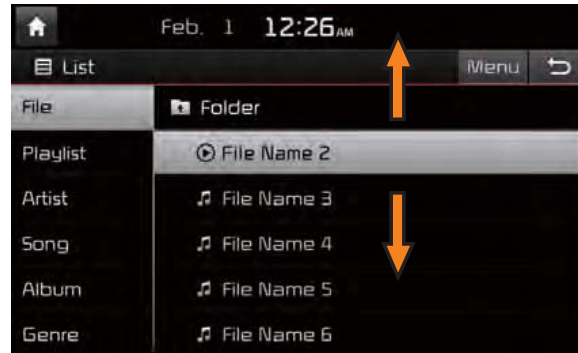 Feb. 1 12:26AM
List Menu
File
Folder
Playlist
File Name 2
Artist
File Name 3
Song
File Name 4
Album
File Name 5
Genre
File Name 6